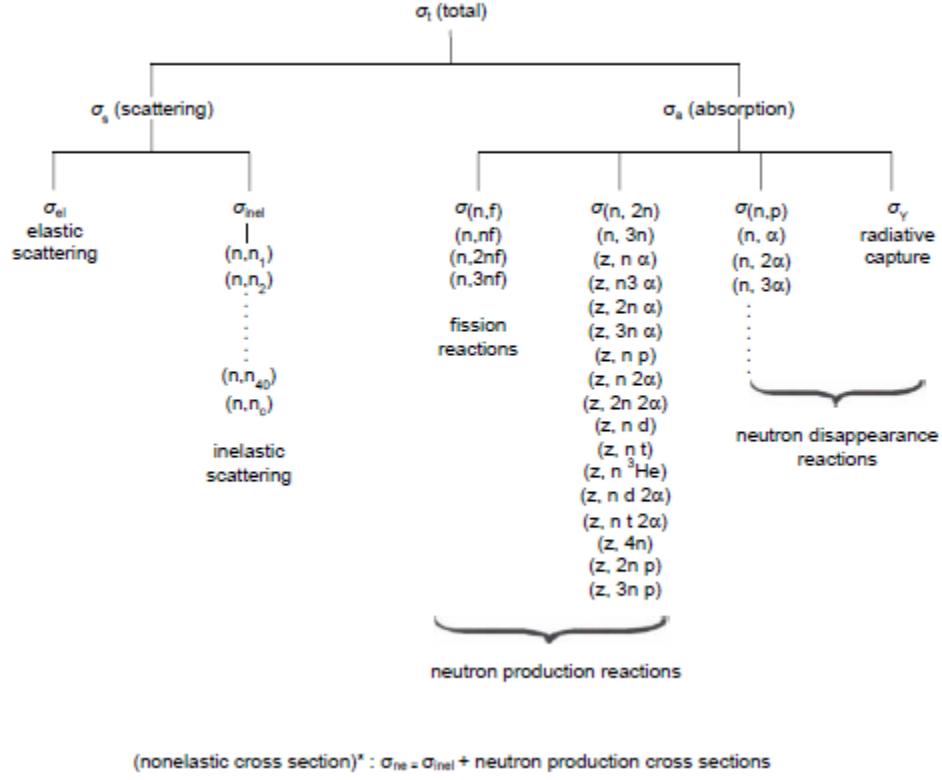 σt (total)
σs (scattering)
σa (absorption)
σel
elastic
scattering
σinel
(n,n1)
(n,n2)
(n,n40)
(n,nc)
inelastic
scattering
σ(n,f)
(n,nf)
(n,2nf)
(n,3nf)
fission
reactions
σ(n, 2n)
(n, 3n)
(z, n α)
(z, n3 α)
(z, 2n α)
(z, 3n α)
(z, n p)
(z, n 2α)
(z, 2n 2α)
(z, n d)
(z, n t)
(z, n ³He)
(z, n d 2α)
(z, n t 2α)
(z, 4n)
(z, 2n p)
(z, 3n p)
neutron production reactions
σ(n,p)
(n, α)
(n, 2α)
(n, 3α)
σγ
radiative
capture
neutron disappearance
reactions
(nonelastic cross section)* : σne = σinel + neutron production cross sections